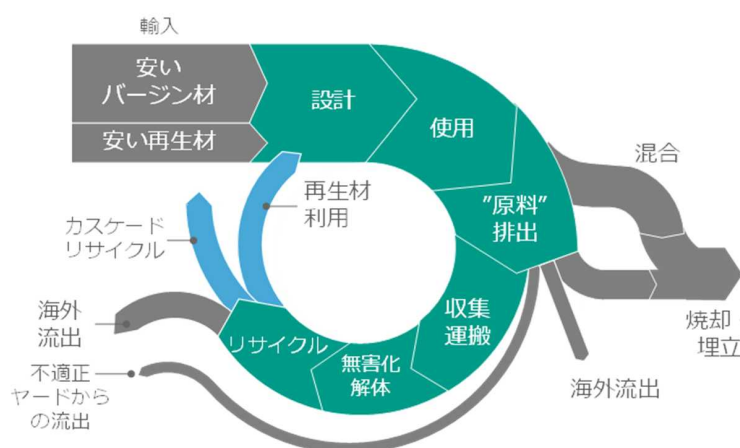 輸入
安い
バージン材
安い再生材
設計
使用
”原料”
排出
混合
収集
運搬
焼却
埋立
海外流出
無害化
解体
リサイクル
再生材
利用
カスケード
リサイクル
海外
流出
不適正
ヤードから
の流出